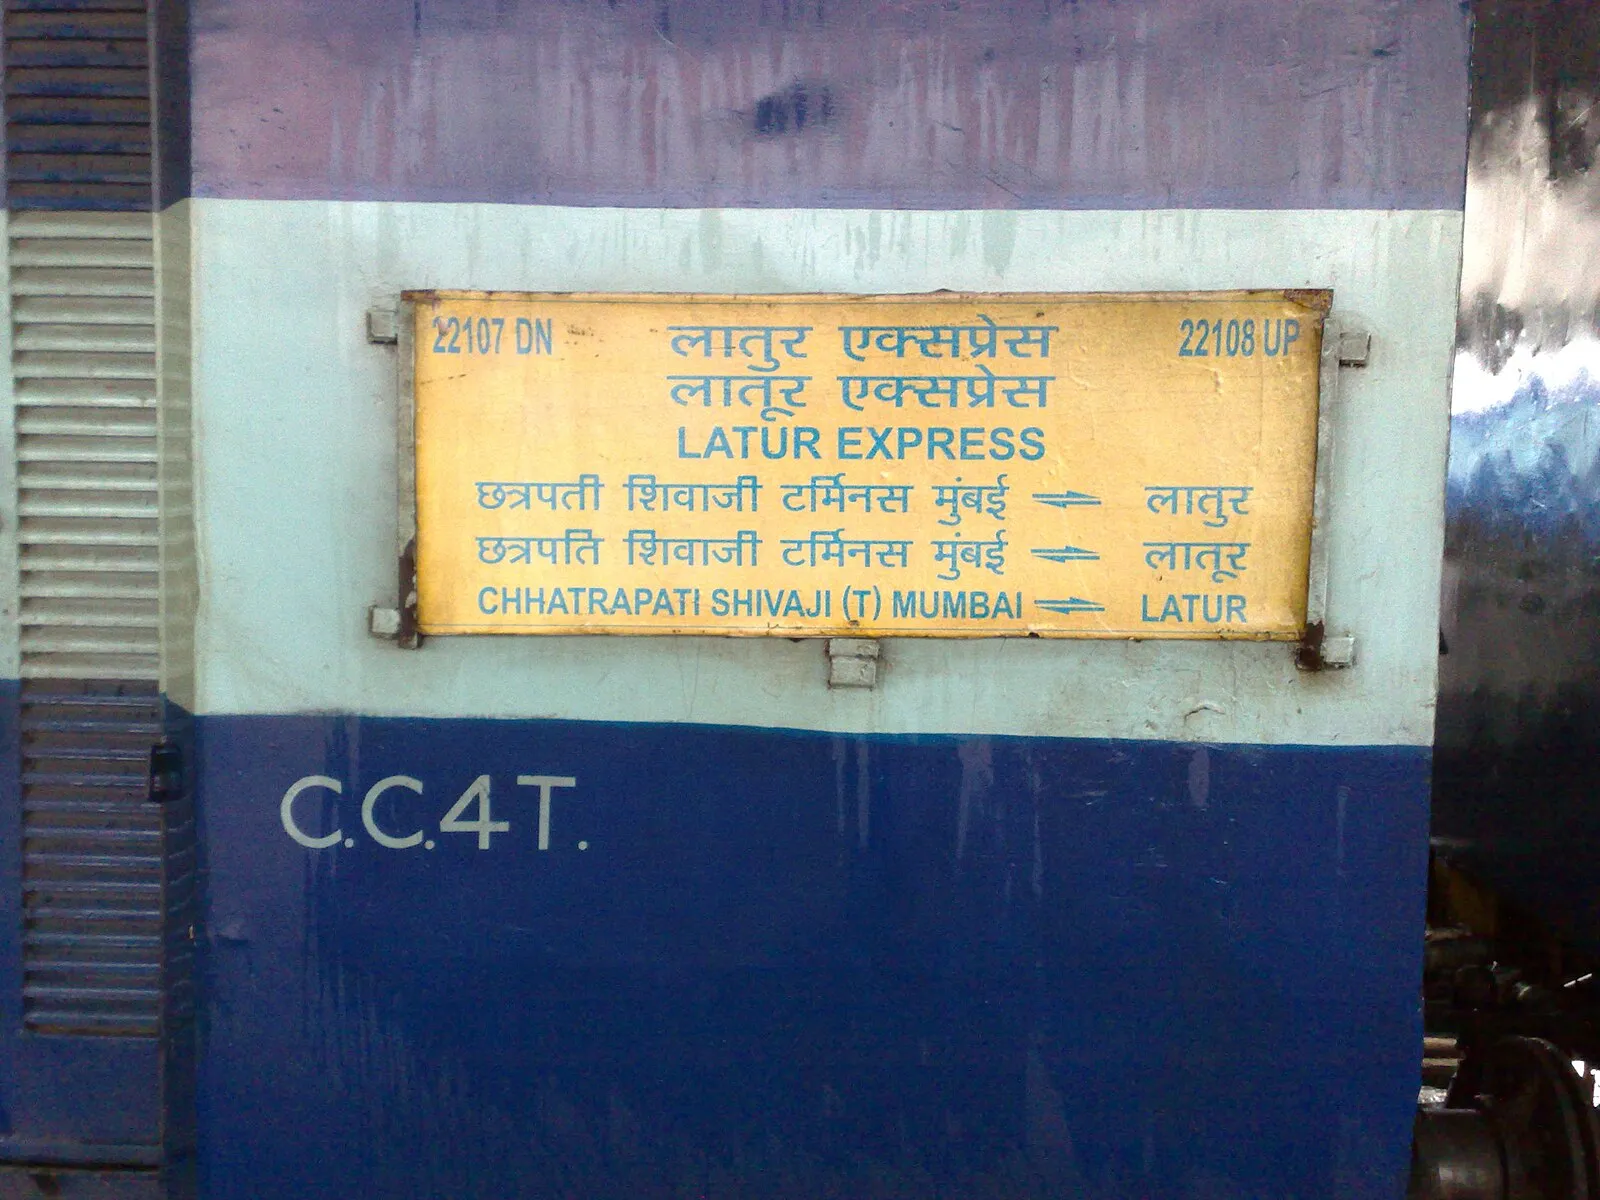 22107 DN लातुर एक्सप्रेस 22108 UP
लातूर एक्सप्रेस
LATUR EXPRESS
छत्रपती शिवाजी टर्मिनस मुंबई ⇌ लातुर
छत्रपति शिवाजी टर्मिनस मुंबई ⇌ लातूर
CHHATRAPATI SHIVAJI (T) MUMBAI ⇌ LATUR
C.C.4T.